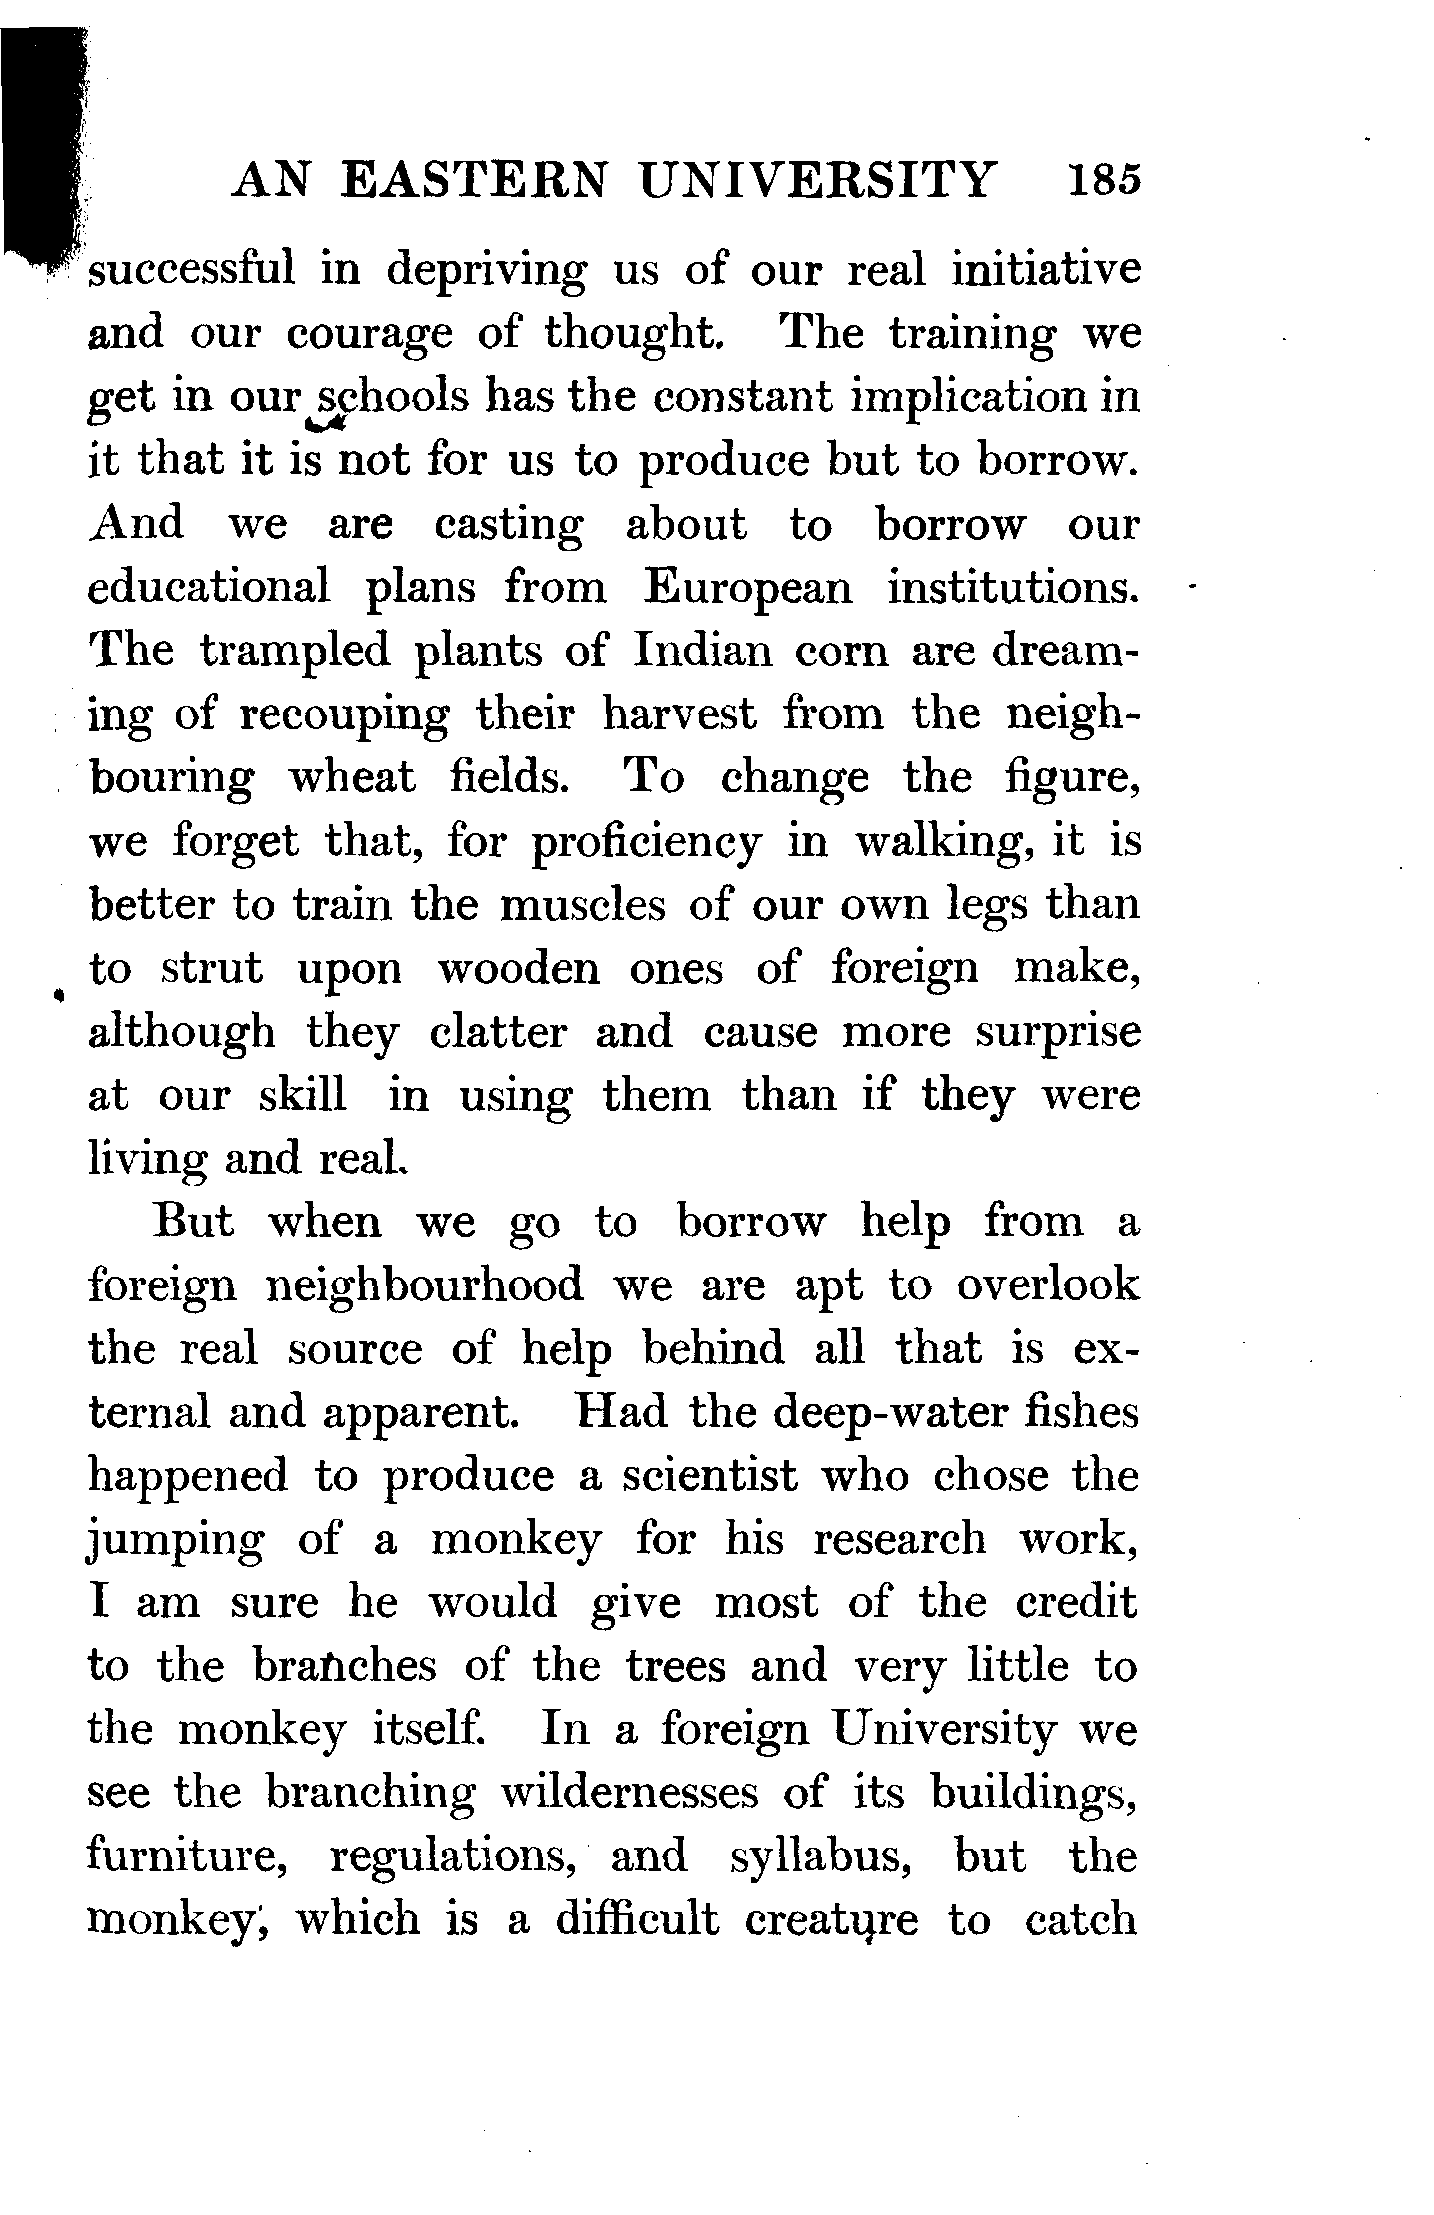 AN EASTERN UNIVERSITY 185
successful in depriving us of our real initiative
and our courage of thought. The training we
get in our schools has the constant implication in
it that it is not for us to produce but to borrow.
And we are casting about to borrow our
educational plans from European institutions.
The trampled plants of Indian corn are dream-
ing of recouping their harvest from the neigh-
bouring wheat fields. To change the figure,
we forget that, for proficiency in walking, it is
better to train the muscles of our own legs than
to strut upon wooden ones of foreign make,
although they clatter and cause more surprise
at our skill in using them than if they were
living and real.
But when we go to borrow help from a
foreign neighbourhood we are apt to overlook
the real source of help behind all that is ex-
ternal and apparent. Had the deep-water fishes
happened to produce a scientist who chose the
jumping of a monkey for his research work,
I am sure he would give most of the credit
to the branches of the trees and very little to
the monkey itself. In a foreign University we
see the branching wildernesses of its buildings,
furniture, regulations, and syllabus, but the
monkey, which is a difficult creature to catch